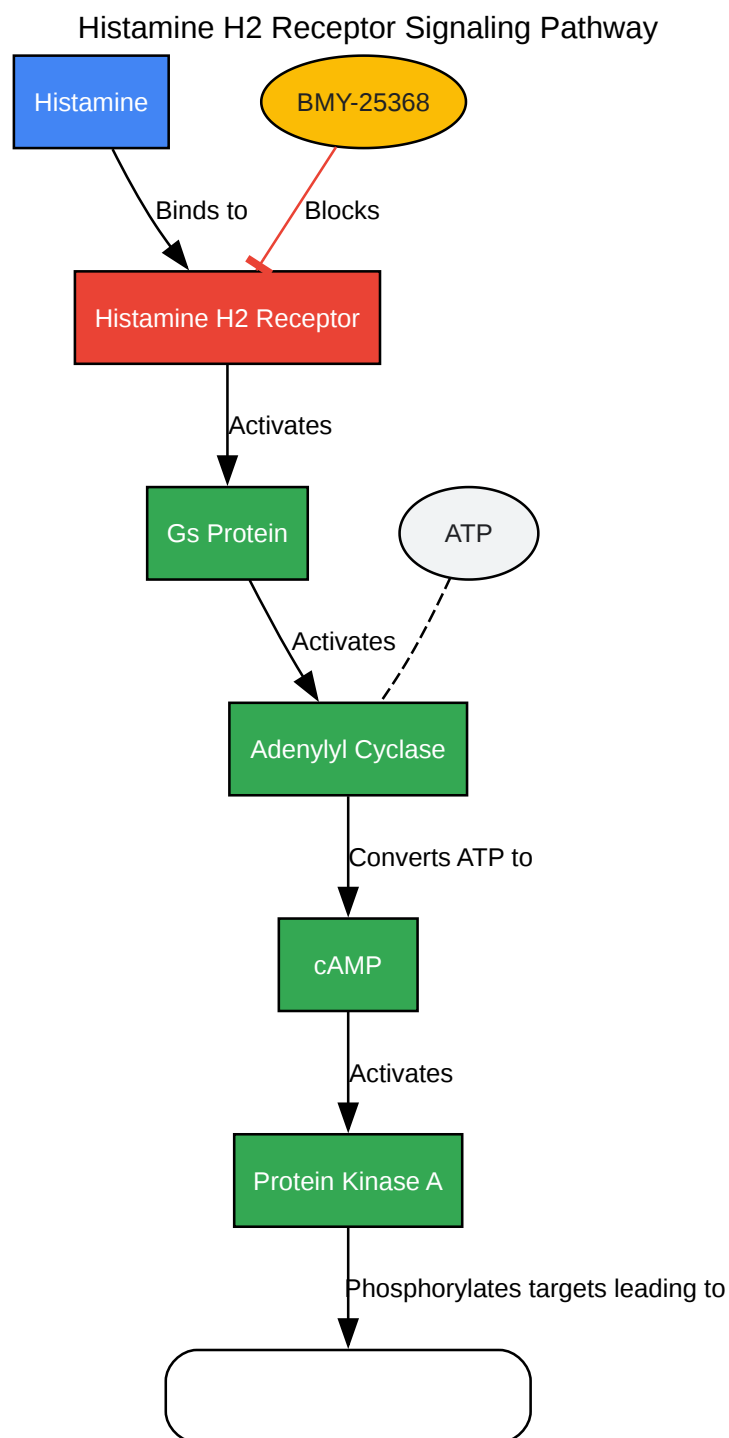 Histamine H2 Receptor Signaling Pathway
Histamine
BMY-25368
Binds to
Blocks
Histamine H2 Receptor
Activates
Gs Protein
ATP
Activates
Adenylyl Cyclase
Converts ATP to
cAMP
Activates
Protein Kinase A
Phosphorylates targets leading to